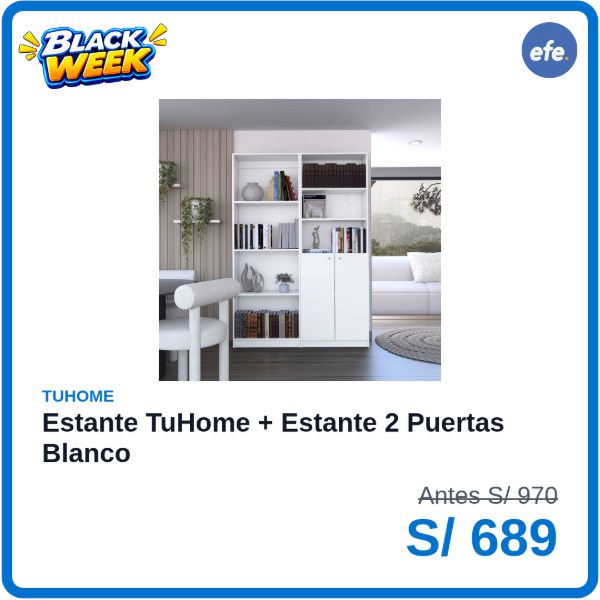 BLACK
WEEK
efe.
TUHOME
Estante TuHome + Estante 2 Puertas
Blanco
Antes S/ 970
S/ 689